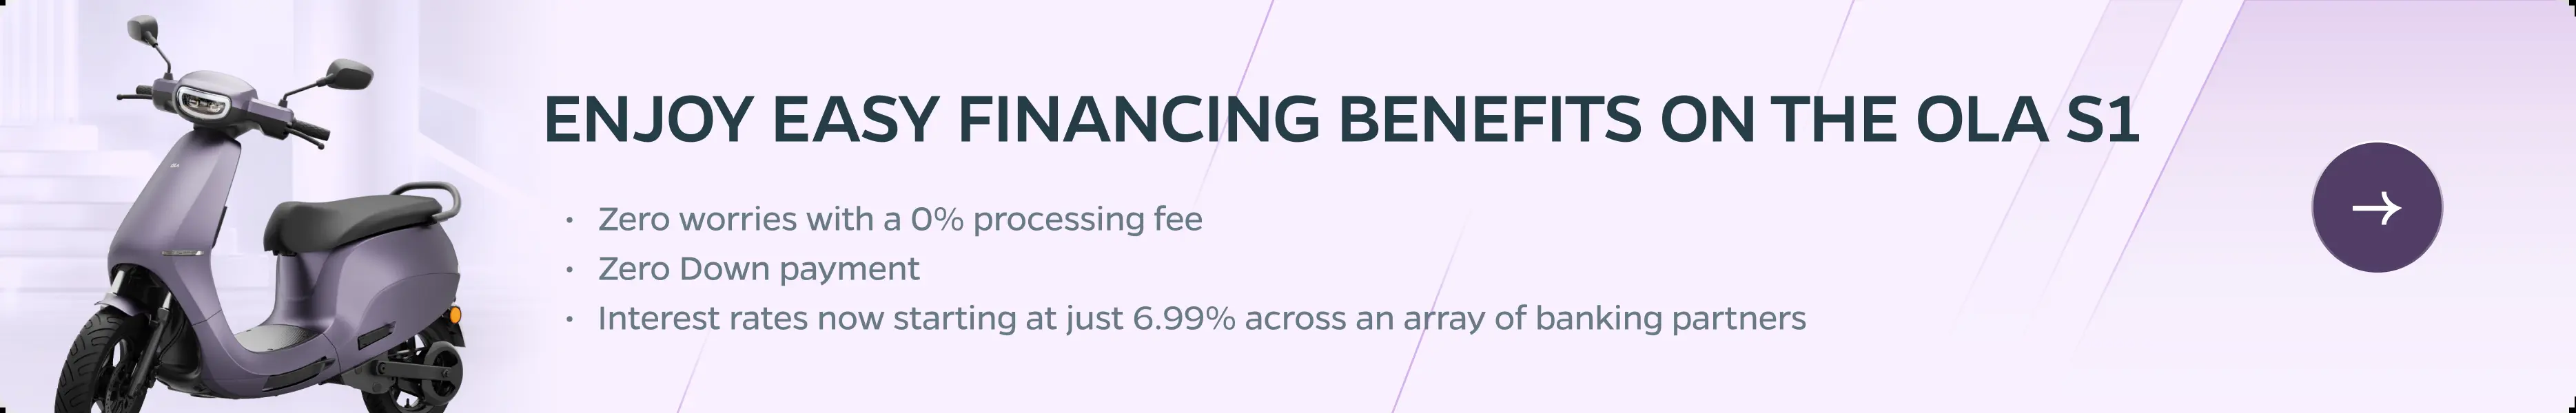 ENJOY EASY FINANCING BENEFITS ON THE OLA S1
• Zero worries with a 0% processing fee
• Zero Down payment
• Interest rates now starting at just 6.99% across an array of banking partners